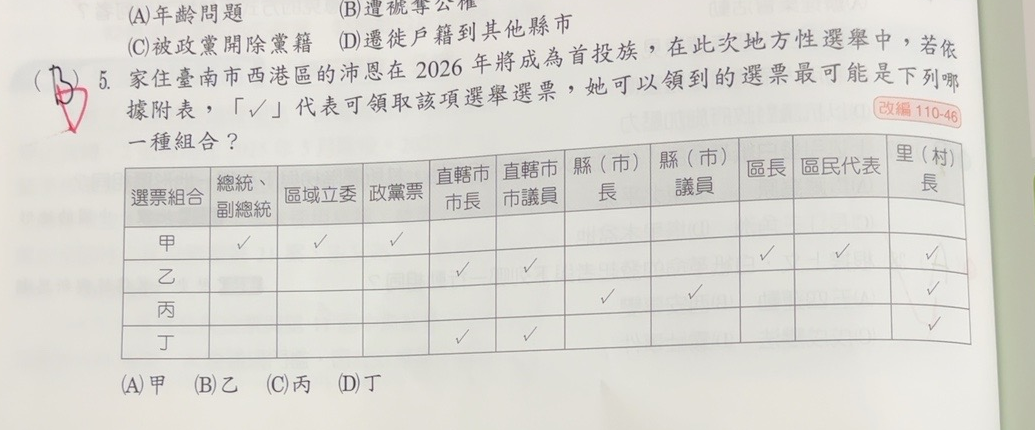 (A)年齡問題　(B)遭褫奪公權
(C)被政黨開除黨籍　(D)遷徙戶籍到其他縣市
(B) 5. 家住臺南市西港區的沛恩在 2026 年將成為首投族，在此次地方性選舉中，若依
據附表，「✓」代表可領取該項選舉選票，她可以領到的選票最可能是下列哪
一種組合？ 改編 110-46
選票組合 總統、副總統 區域立委 政黨票 直轄市市長 直轄市市議員 縣（市）長 縣（市）議員 區長 區民代表 里（村）長
甲 ✓ ✓ ✓
乙 ✓ ✓ ✓ ✓ ✓
丙 ✓ ✓ ✓
丁 ✓ ✓ ✓
(A)甲 (B)乙 (C)丙 (D)丁